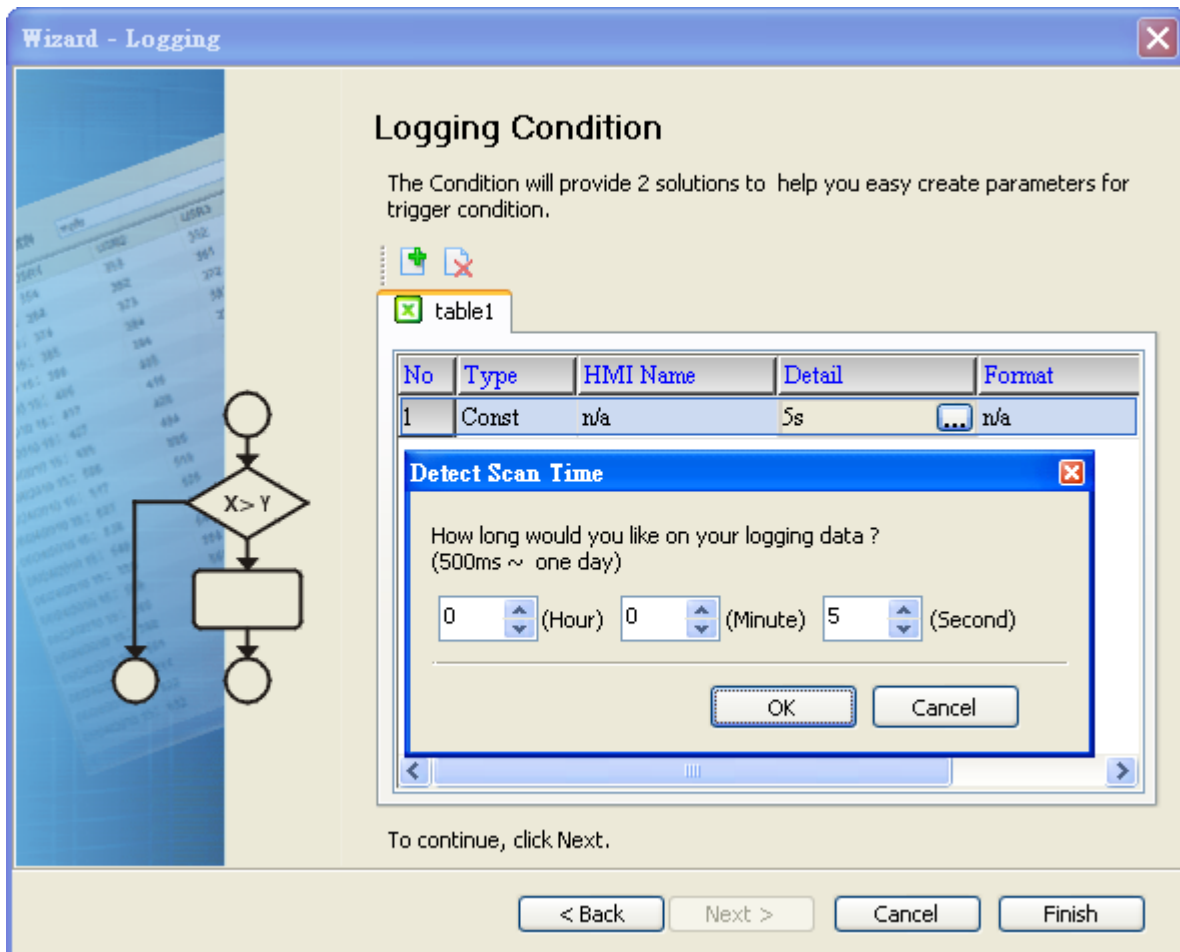 Wizard - Logging
Logging Condition
The Condition will provide 2 solutions to  help you easy create parameters for
trigger condition.
table1
No Type HMI Name Detail Format
1 Const n/a 5s ... n/a
Detect Scan Time
How long would you like on your logging data ?
(500ms ~ one day)
0 (Hour) 0 (Minute) 5 (Second)
OK Cancel
X> Y
To continue, click Next.
< Back Next > Cancel Finish